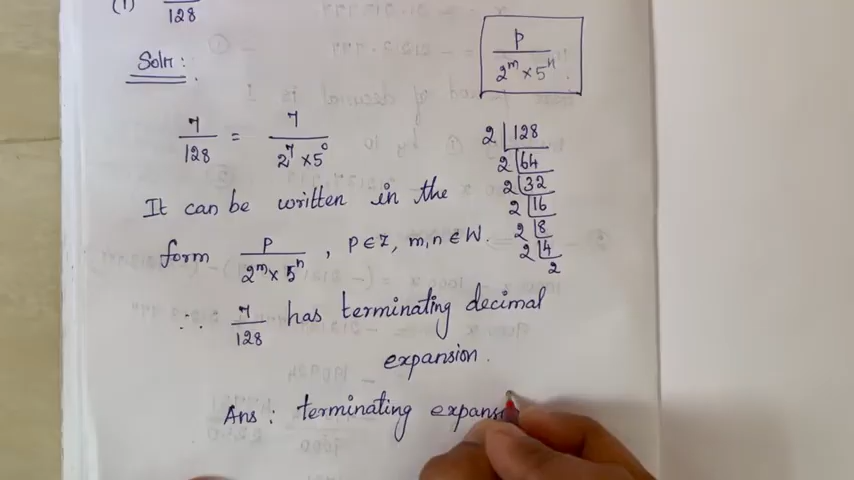 (i) 7/128
p/2^m × 5^n
Soln:
7/128 = 7/2^7 × 5^0
2 | 128
2 | 64
2 | 32
2 | 16
2 | 8
2 | 4
2
It can be written in the
form p/2^m × 5^n , p ∈ Z, m,n ∈ W.
∴ 7/128 has terminating decimal
expansion.
Ans : terminating expans